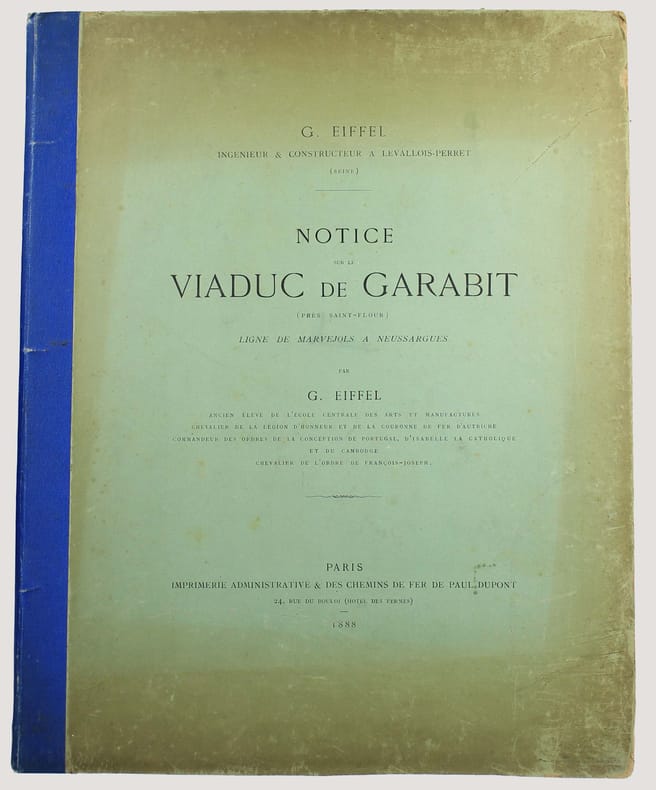 G. EIFFEL
INGENIEUR & CONSTRUCTEUR A LEVALLOIS-PERRET
(SEINE)
NOTICE
SUR LE
VIADUC DE GARABIT
(PRÈS SAINT-FLOUR)
LIGNE DE MARVEJOLS A NEUSSARGUES
PAR
G. EIFFEL
ANCIEN ÉLÈVE DE L'ÉCOLE CENTRALE DES ARTS ET MANUFACTURES
CHEVALIER DE LA LÉGION D'HONNEUR ET DE LA COURONNE DE FER D'AUTRICHE
COMMANDEUR DES ORDRES DE LA CONCEPTION DE PORTUGAL, D'ISABELLE LA CATHOLIQUE
ET DU CAMBODGE
CHEVALIER DE L'ORDRE DE FRANÇOIS-JOSEPH.
PARIS
IMPRIMERIE ADMINISTRATIVE & DES CHEMINS DE FER DE PAUL DUPONT
24, RUE DU BOULOI (HOTEL DES FERMES)
1888